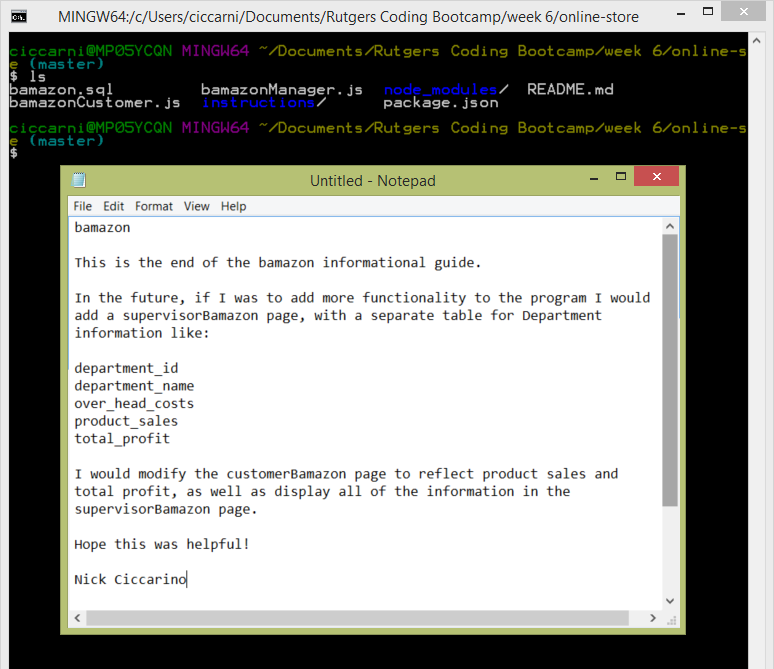 MINGW64:/c/Users/ciccarni/Documents/Rutgers Coding Bootcamp/week 6/online-store
ciccarni@MP05YCQN MINGW64 ~/Documents/Rutgers Coding Bootcamp/week 6/online-s
e (master)
$ ls
bamazon.sql bamazonManager.js node_modules/ README.md
bamazonCustomer.js instructions/ package.json
ciccarni@MP05YCQN MINGW64 ~/Documents/Rutgers Coding Bootcamp/week 6/online-s
e (master)
$
Untitled - Notepad
File Edit Format View Help
bamazon
This is the end of the bamazon informational guide.
In the future, if I was to add more functionality to the program I would
add a supervisorBamazon page, with a separate table for Department
information like:
department_id
department_name
over_head_costs
product_sales
total_profit
I would modify the customerBamazon page to reflect product sales and
total profit, as well as display all of the information in the
supervisorBamazon page.
Hope this was helpful!
Nick Ciccarino